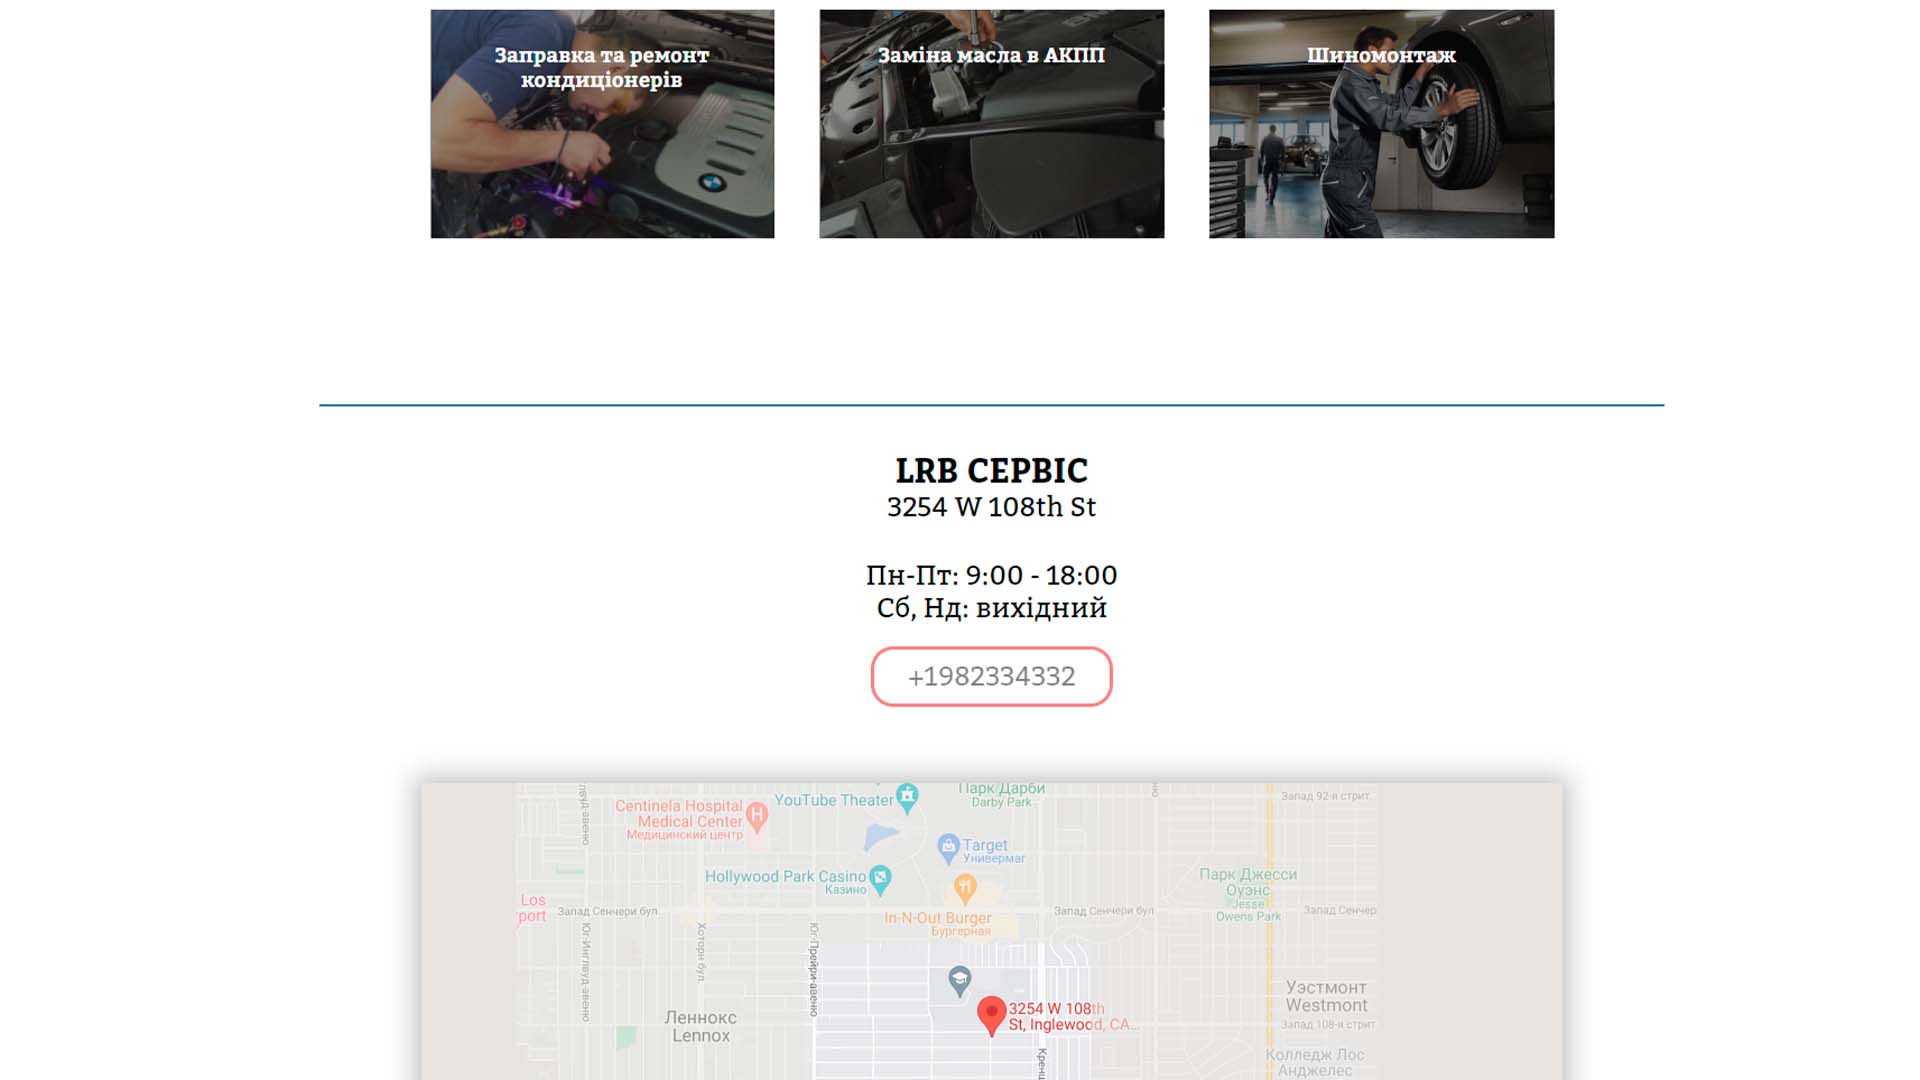 Заправка та ремонт
кондиціонерів
Заміна масла в АКПП
Шиномонтаж
LRB СЕРВІС
3254 W 108th St
Пн-Пт: 9:00 - 18:00
Сб, Нд: вихідний
+1982334332
Centinela Hospital
Medical Center
Медицинский центр
YouTube Theater
Парк Дарби
Darby Park
Запад 92-я стрит.
Target
Универмаг
Hollywood Park Casino
Казино
In-N-Out Burger
Бургерная
Парк Джесси
Оуэнс
Jesse
Owens Park
Los
port
Запад Сенчери бул
Запад Сенчери бул
Запад Сенчер
Юг-Инглвуд-авеню
Хоторн бул.
Юг-Прейри-авеню
3254 W 108th
St, Inglewood, CA...
Леннокс
Lennox
Уэстмонт
Westmont
Запад 108-я стрит
Колледж Лос
Анджелес